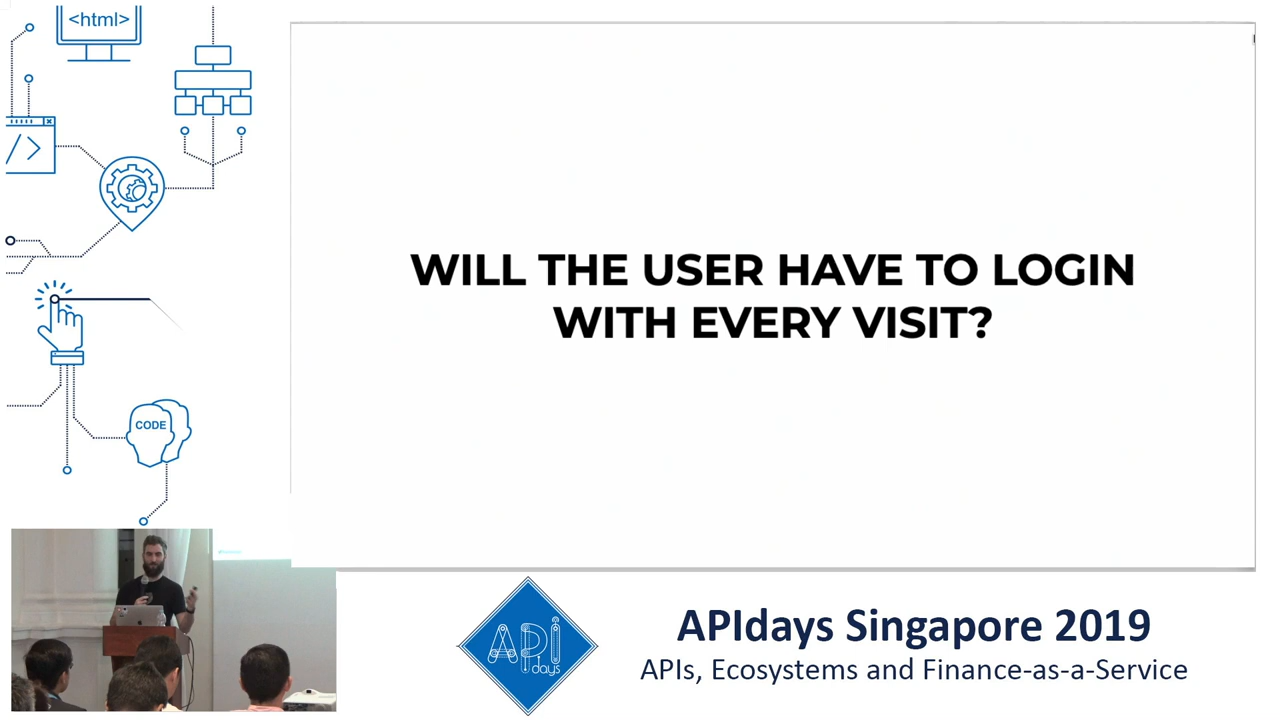 <html>
</>
CODE
WILL THE USER HAVE TO LOGIN
WITH EVERY VISIT?
API
days
APIdays Singapore 2019
APIs, Ecosystems and Finance-as-a-Service